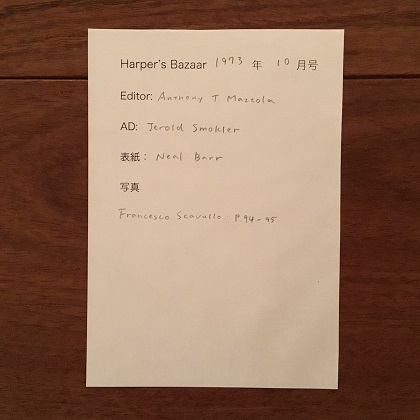 Harper's Bazaar 1973 年 10 月号
Editor: Anthony T Mazzola
AD: Jerold Smokler
表紙： Neal Barr
写真
Francesco Scavullo P94-95